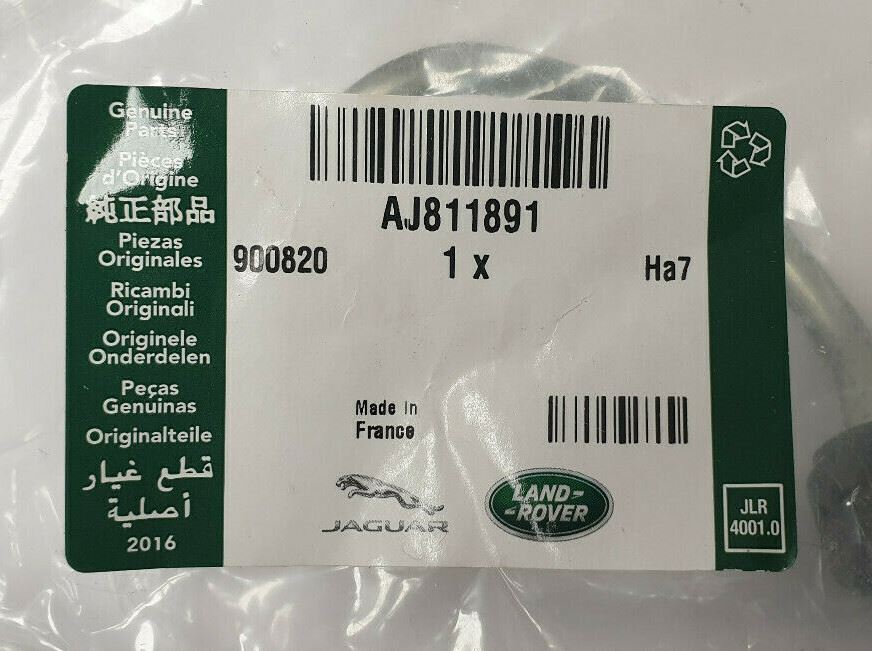 Genuine
Parts
Pièces
d'Origine
純正部品
Piezas
Originales
Ricambi
Originali
Originele
Onderdelen
Peças
Genuinas
Originalteile
قطع غيار
أصلية
2016
AJ811891
900820 1 x Ha7
Made in
France
JAGUAR
LAND-
-ROVER
JLR
4001.0